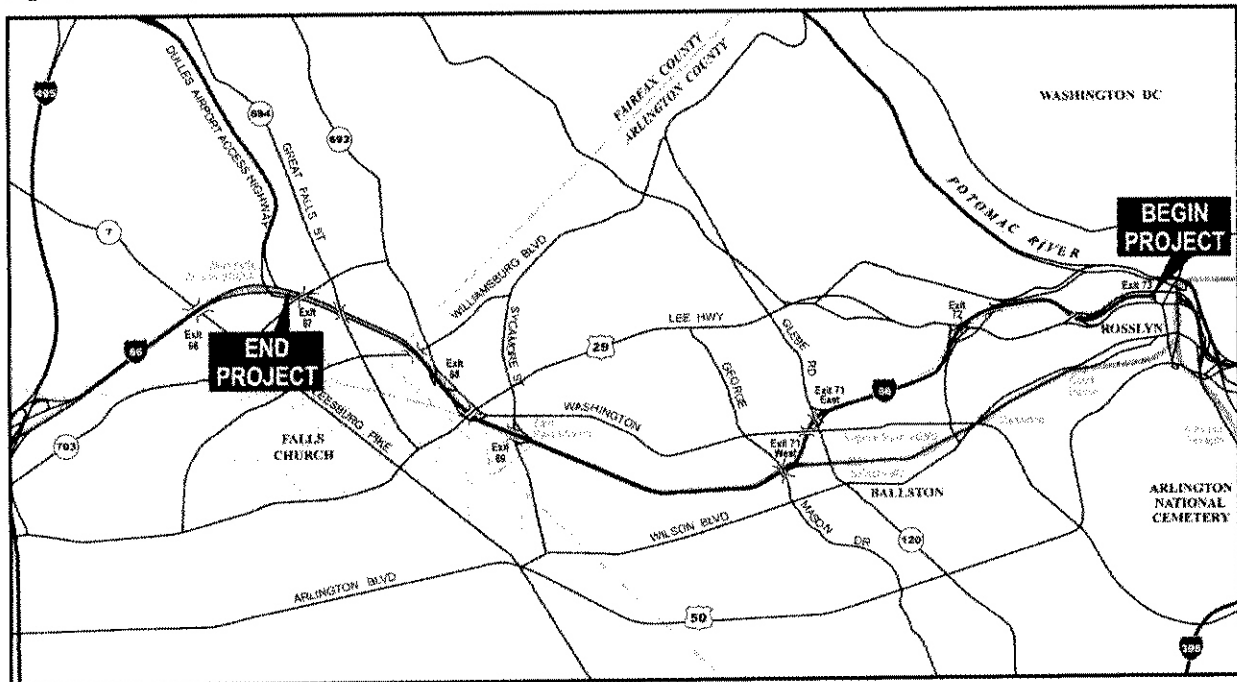 495
DULLES AIRPORT ACCESS HIGHWAY
694
693
GREAT FALLS ST
FAIRFAX COUNTY
ARLINGTON COUNTY
WASHINGTON DC
POTOMAC RIVER
BEGIN
PROJECT
7
WILLIAMSBURG BLVD
SYCAMORE ST
Exit
66
Exit
67
END
PROJECT
66
Exit
68
29
LEE HWY
GLEBE RD
GEORGE
Exit
72
Exit 73
ROSSLYN
Exit 71
East
66
703
FALLS
CHURCH
LEESBURG PIKE
WASHINGTON
Exit
69
Exit 71
West
BALLSTON
ARLINGTON
NATIONAL
CEMETERY
MASON
DR
WILSON BLVD
120
ARLINGTON BLVD
50
395